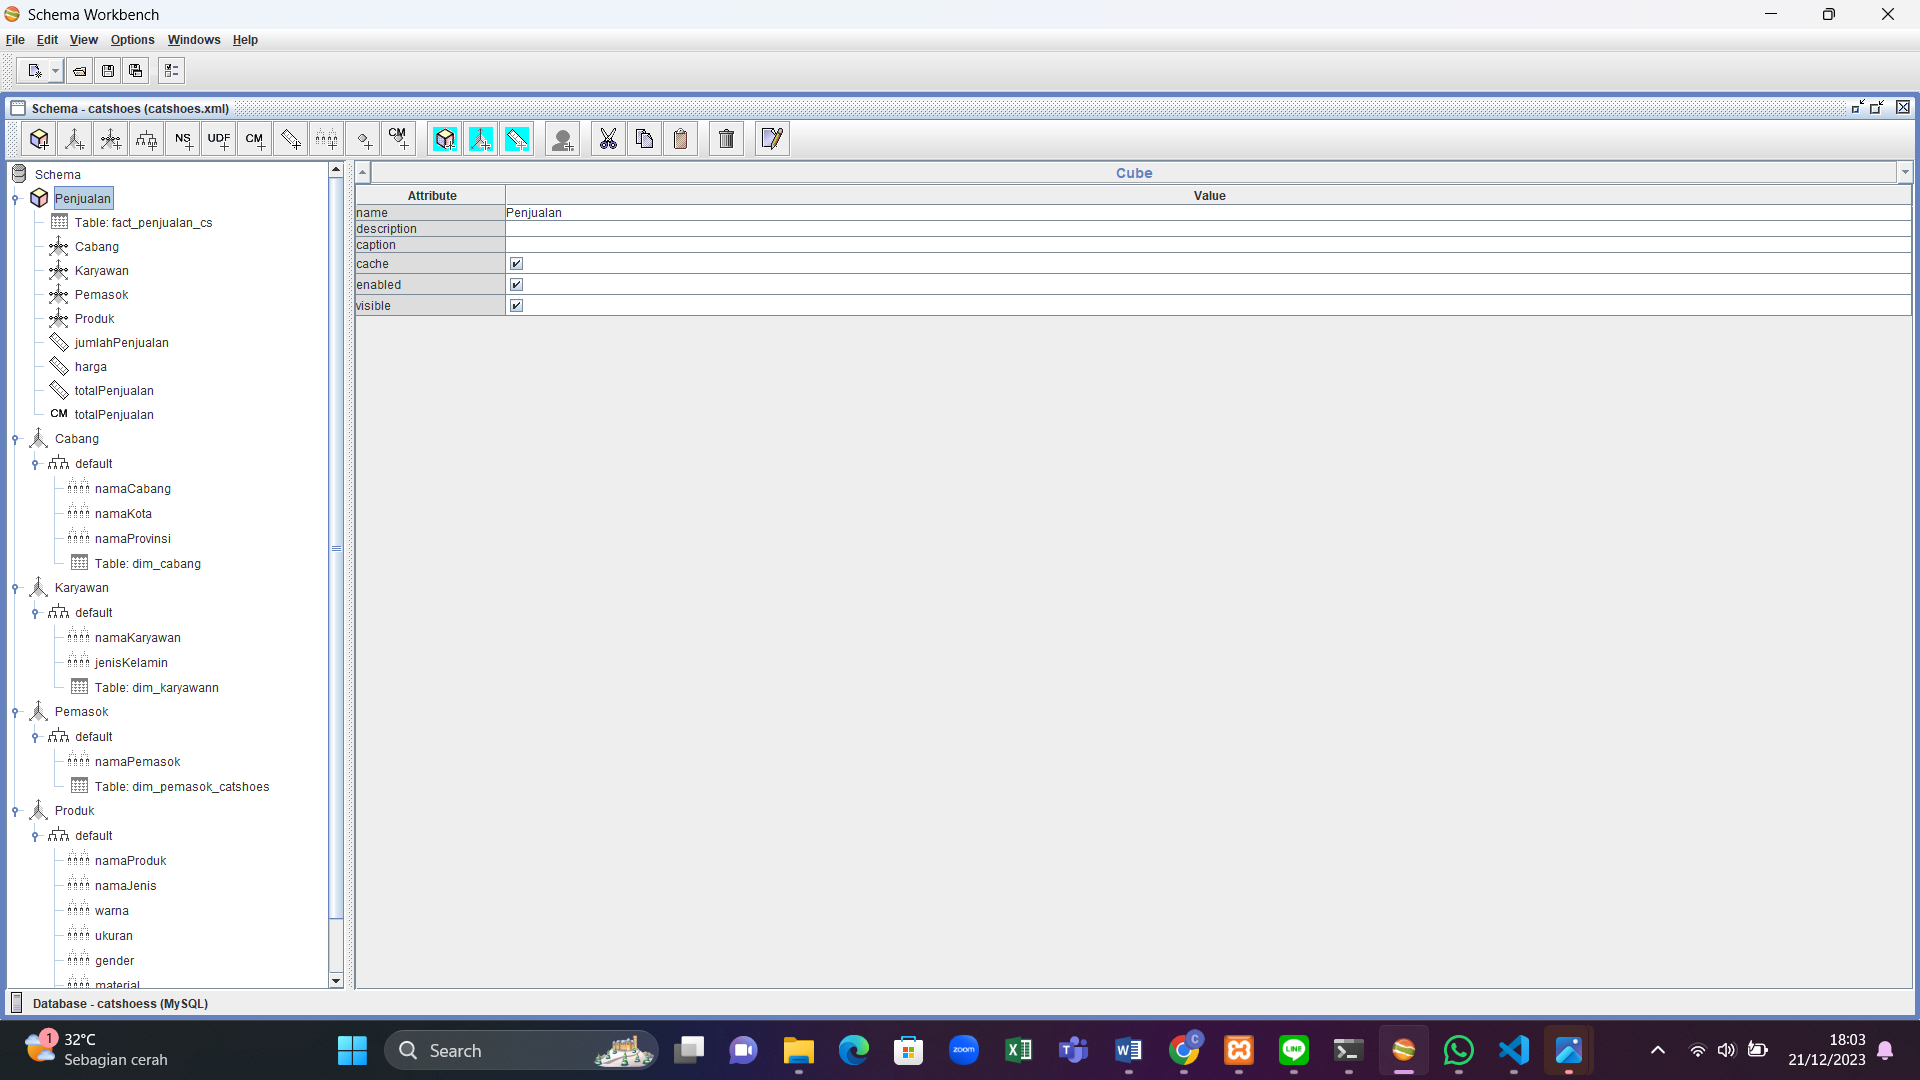 Schema Workbench
File Edit View Options Windows Help
Schema - catshoes (catshoes.xml)
NS UDF CM CM
Schema
Penjualan
Table: fact_penjualan_cs
Cabang
Karyawan
Pemasok
Produk
jumlahPenjualan
harga
totalPenjualan
CM totalPenjualan
Cabang
default
namaCabang
namaKota
namaProvinsi
Table: dim_cabang
Karyawan
default
namaKaryawan
jenisKelamin
Table: dim_karyawann
Pemasok
default
namaPemasok
Table: dim_pemasok_catshoes
Produk
default
namaProduk
namaJenis
warna
ukuran
gender
material
Cube
Attribute Value
name Penjualan
description
caption
cache
enabled
visible
Database - catshoess (MySQL)
1
32°C
Sebagian cerah
Search
zoom
C
LINE
18:03
21/12/2023